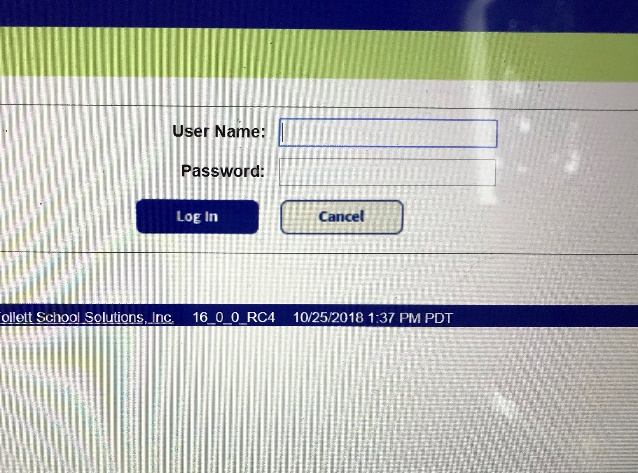 User Name:
Password:
Log In Cancel
ollett School Solutions, Inc. 16_0_0_RC4 10/25/2018 1:37 PM PDT